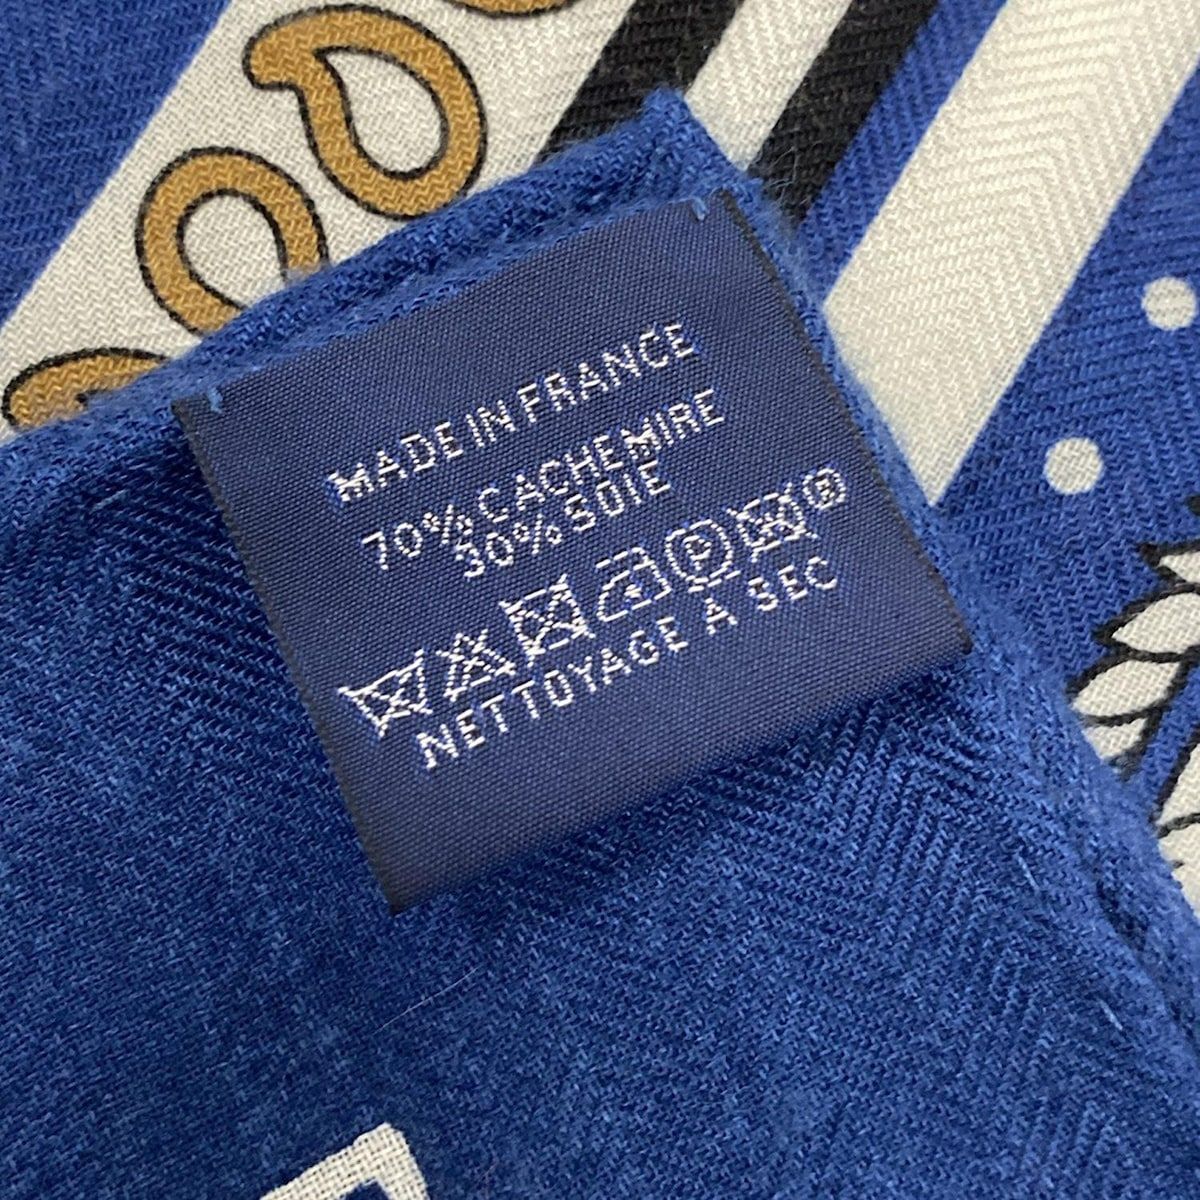 MADE IN FRANCE
70% CACHEMIRE
30% SOIE
P ®
NETTOYAGE A SEC